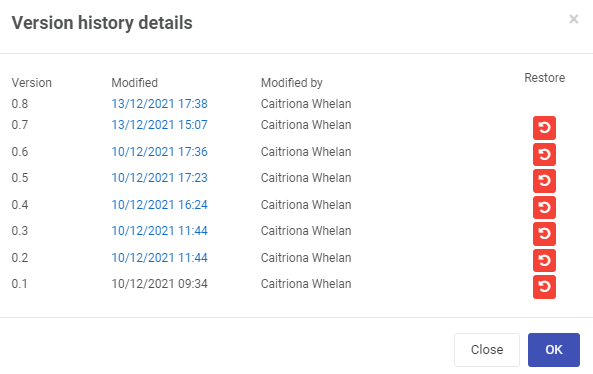 Version history details
×
Version Modified Modified by Restore
0.8 13/12/2021 17:38 Caitriona Whelan
0.7 13/12/2021 15:07 Caitriona Whelan
0.6 10/12/2021 17:36 Caitriona Whelan
0.5 10/12/2021 17:23 Caitriona Whelan
0.4 10/12/2021 16:24 Caitriona Whelan
0.3 10/12/2021 11:44 Caitriona Whelan
0.2 10/12/2021 11:44 Caitriona Whelan
0.1 10/12/2021 09:34 Caitriona Whelan
Close OK